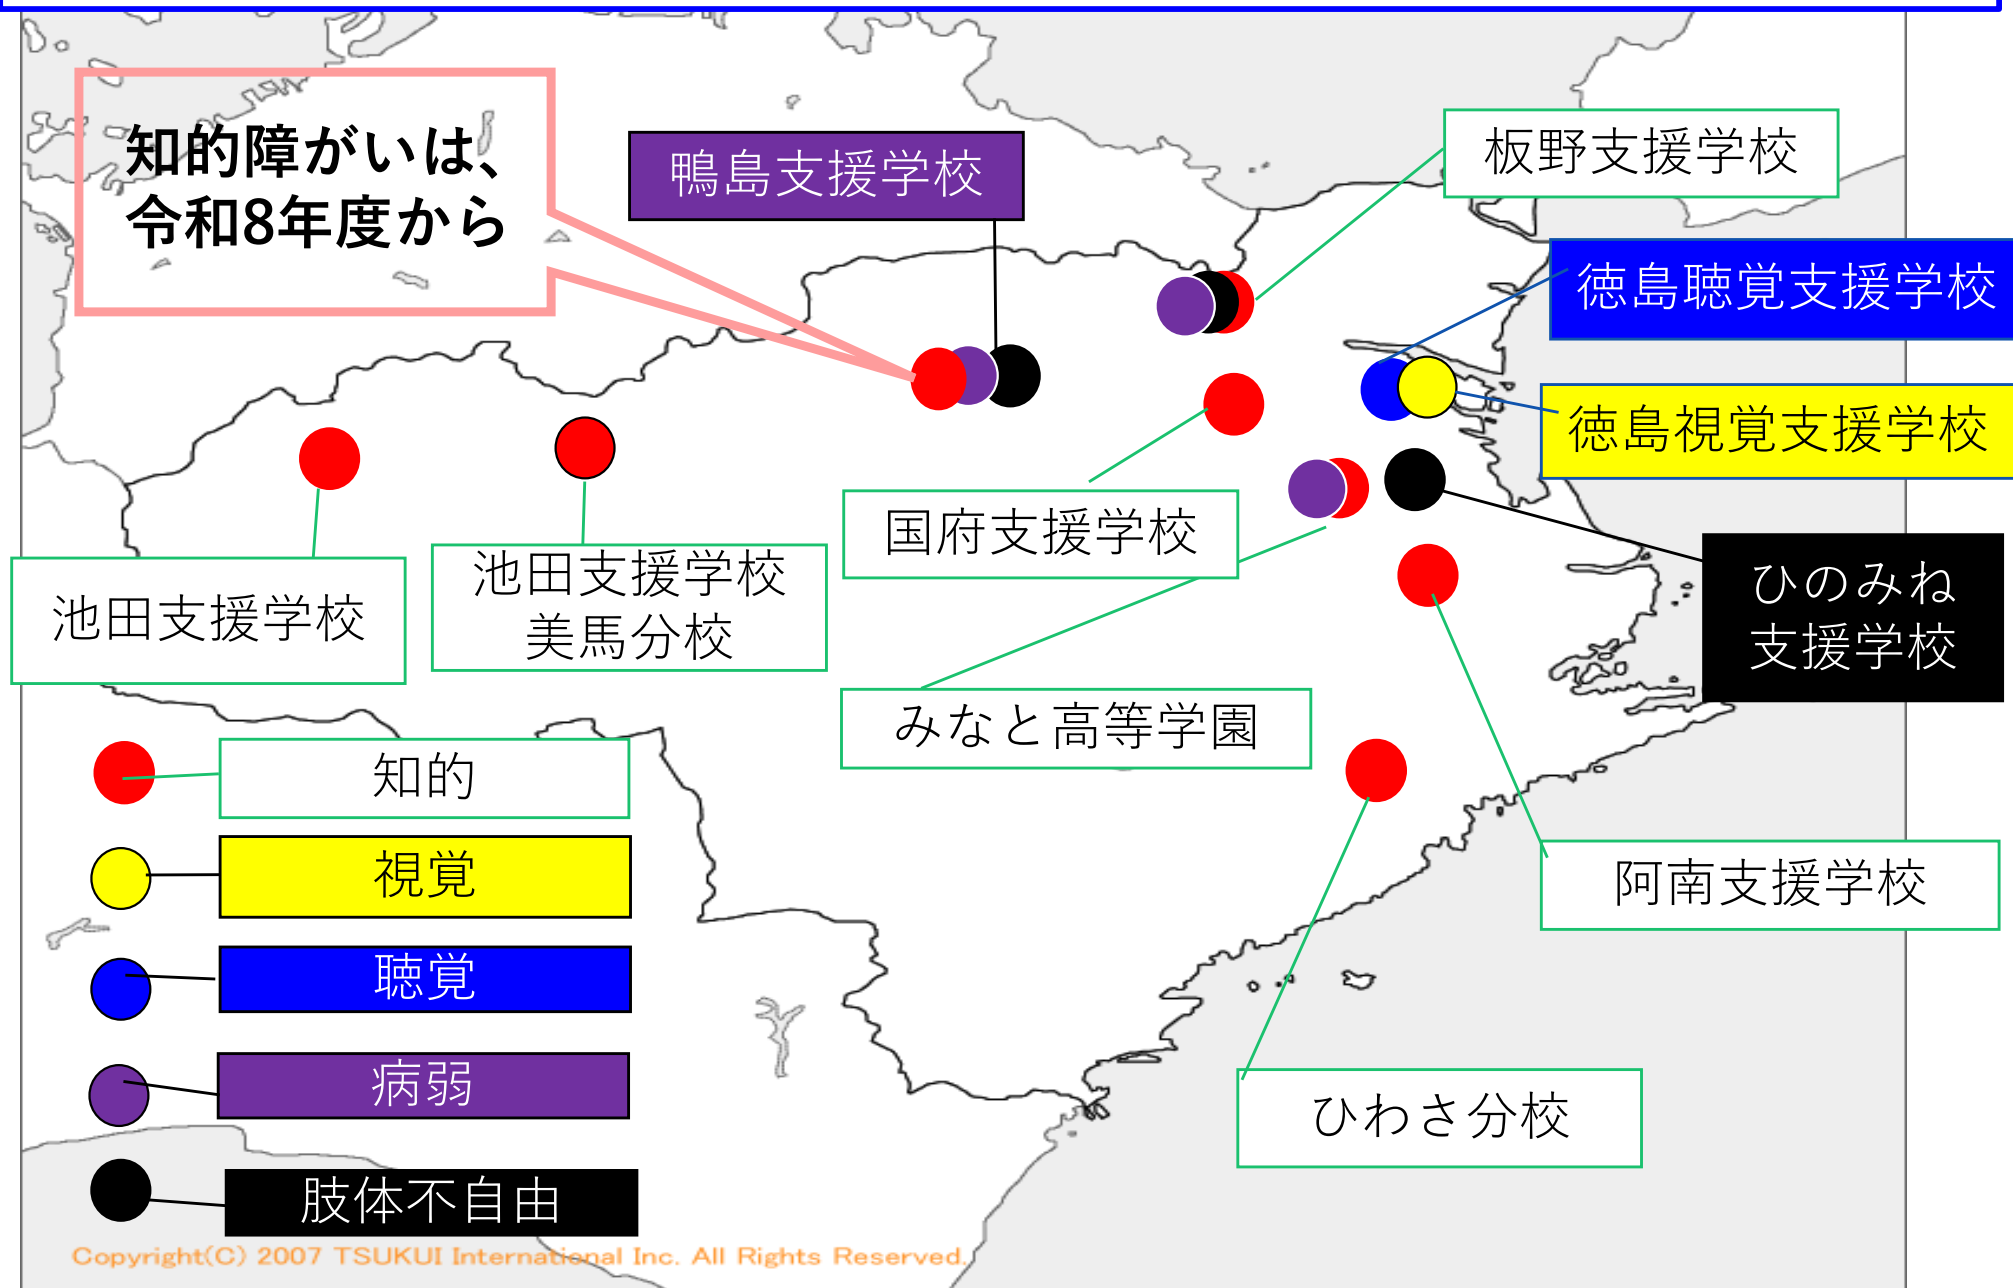 知的障がいは、
令和8年度から
鴨島支援学校
板野支援学校
徳島聴覚支援学校
徳島視覚支援学校
国府支援学校
池田支援学校
池田支援学校
美馬分校
ひのみね
支援学校
みなと高等学園
知的
視覚
阿南支援学校
聴覚
病弱
ひわさ分校
肢体不自由
Copyright(C) 2007 TSUKUI International Inc. All Rights Reserved.